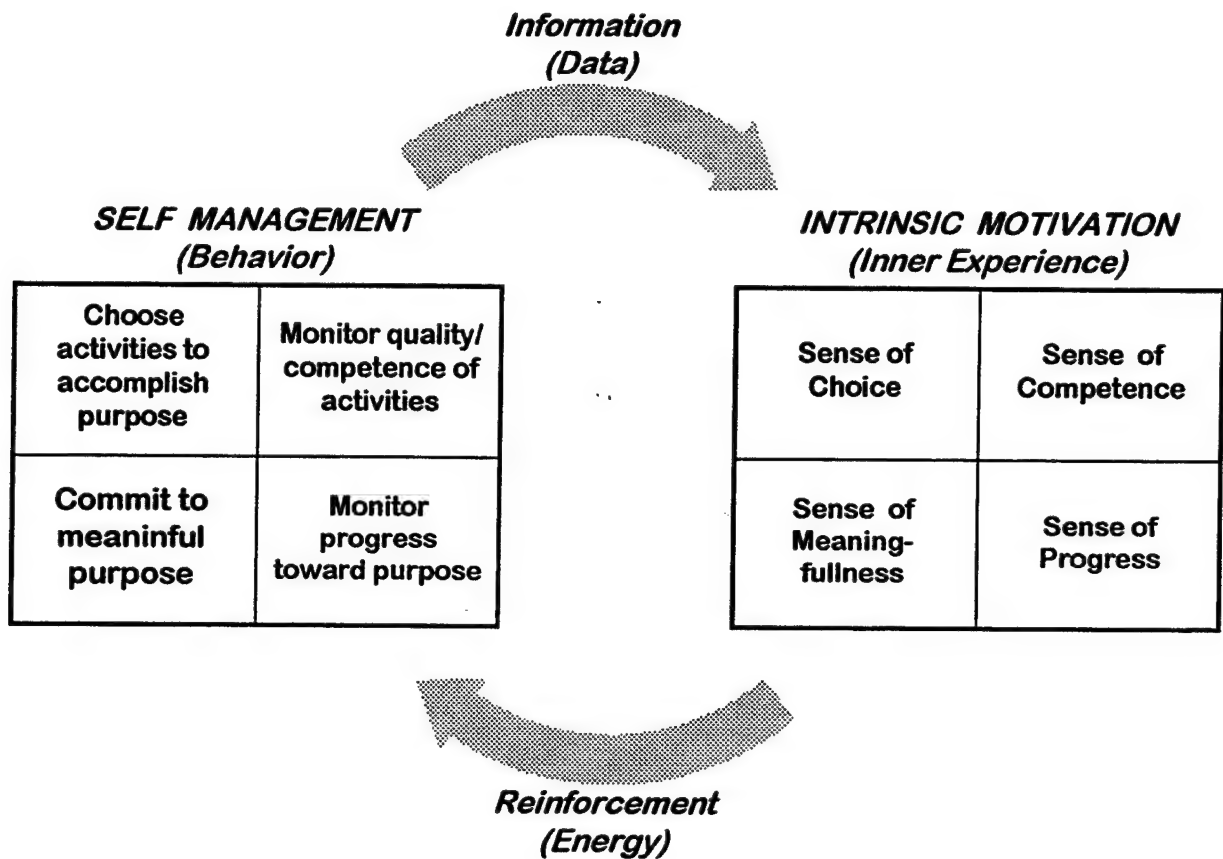 Information
(Data)
SELF MANAGEMENT
(Behavior)
Choose
activities to
accomplish
purpose
Monitor quality/
competence of
activities
Commit to
meaninful
purpose
Monitor
progress
toward purpose
INTRINSIC MOTIVATION
(Inner Experience)
Sense of
Choice
Sense of
Competence
Sense of
Meaning-
fullness
Sense of
Progress
Reinforcement
(Energy)